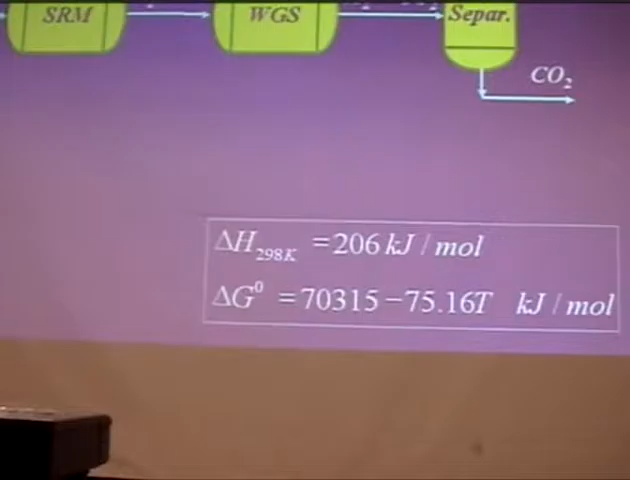 SRM
WGS
Separ.
CO₂
ΔH₂₉₈K = 206 kJ / mol
ΔG⁰ = 70315 − 75.16T kJ / mol